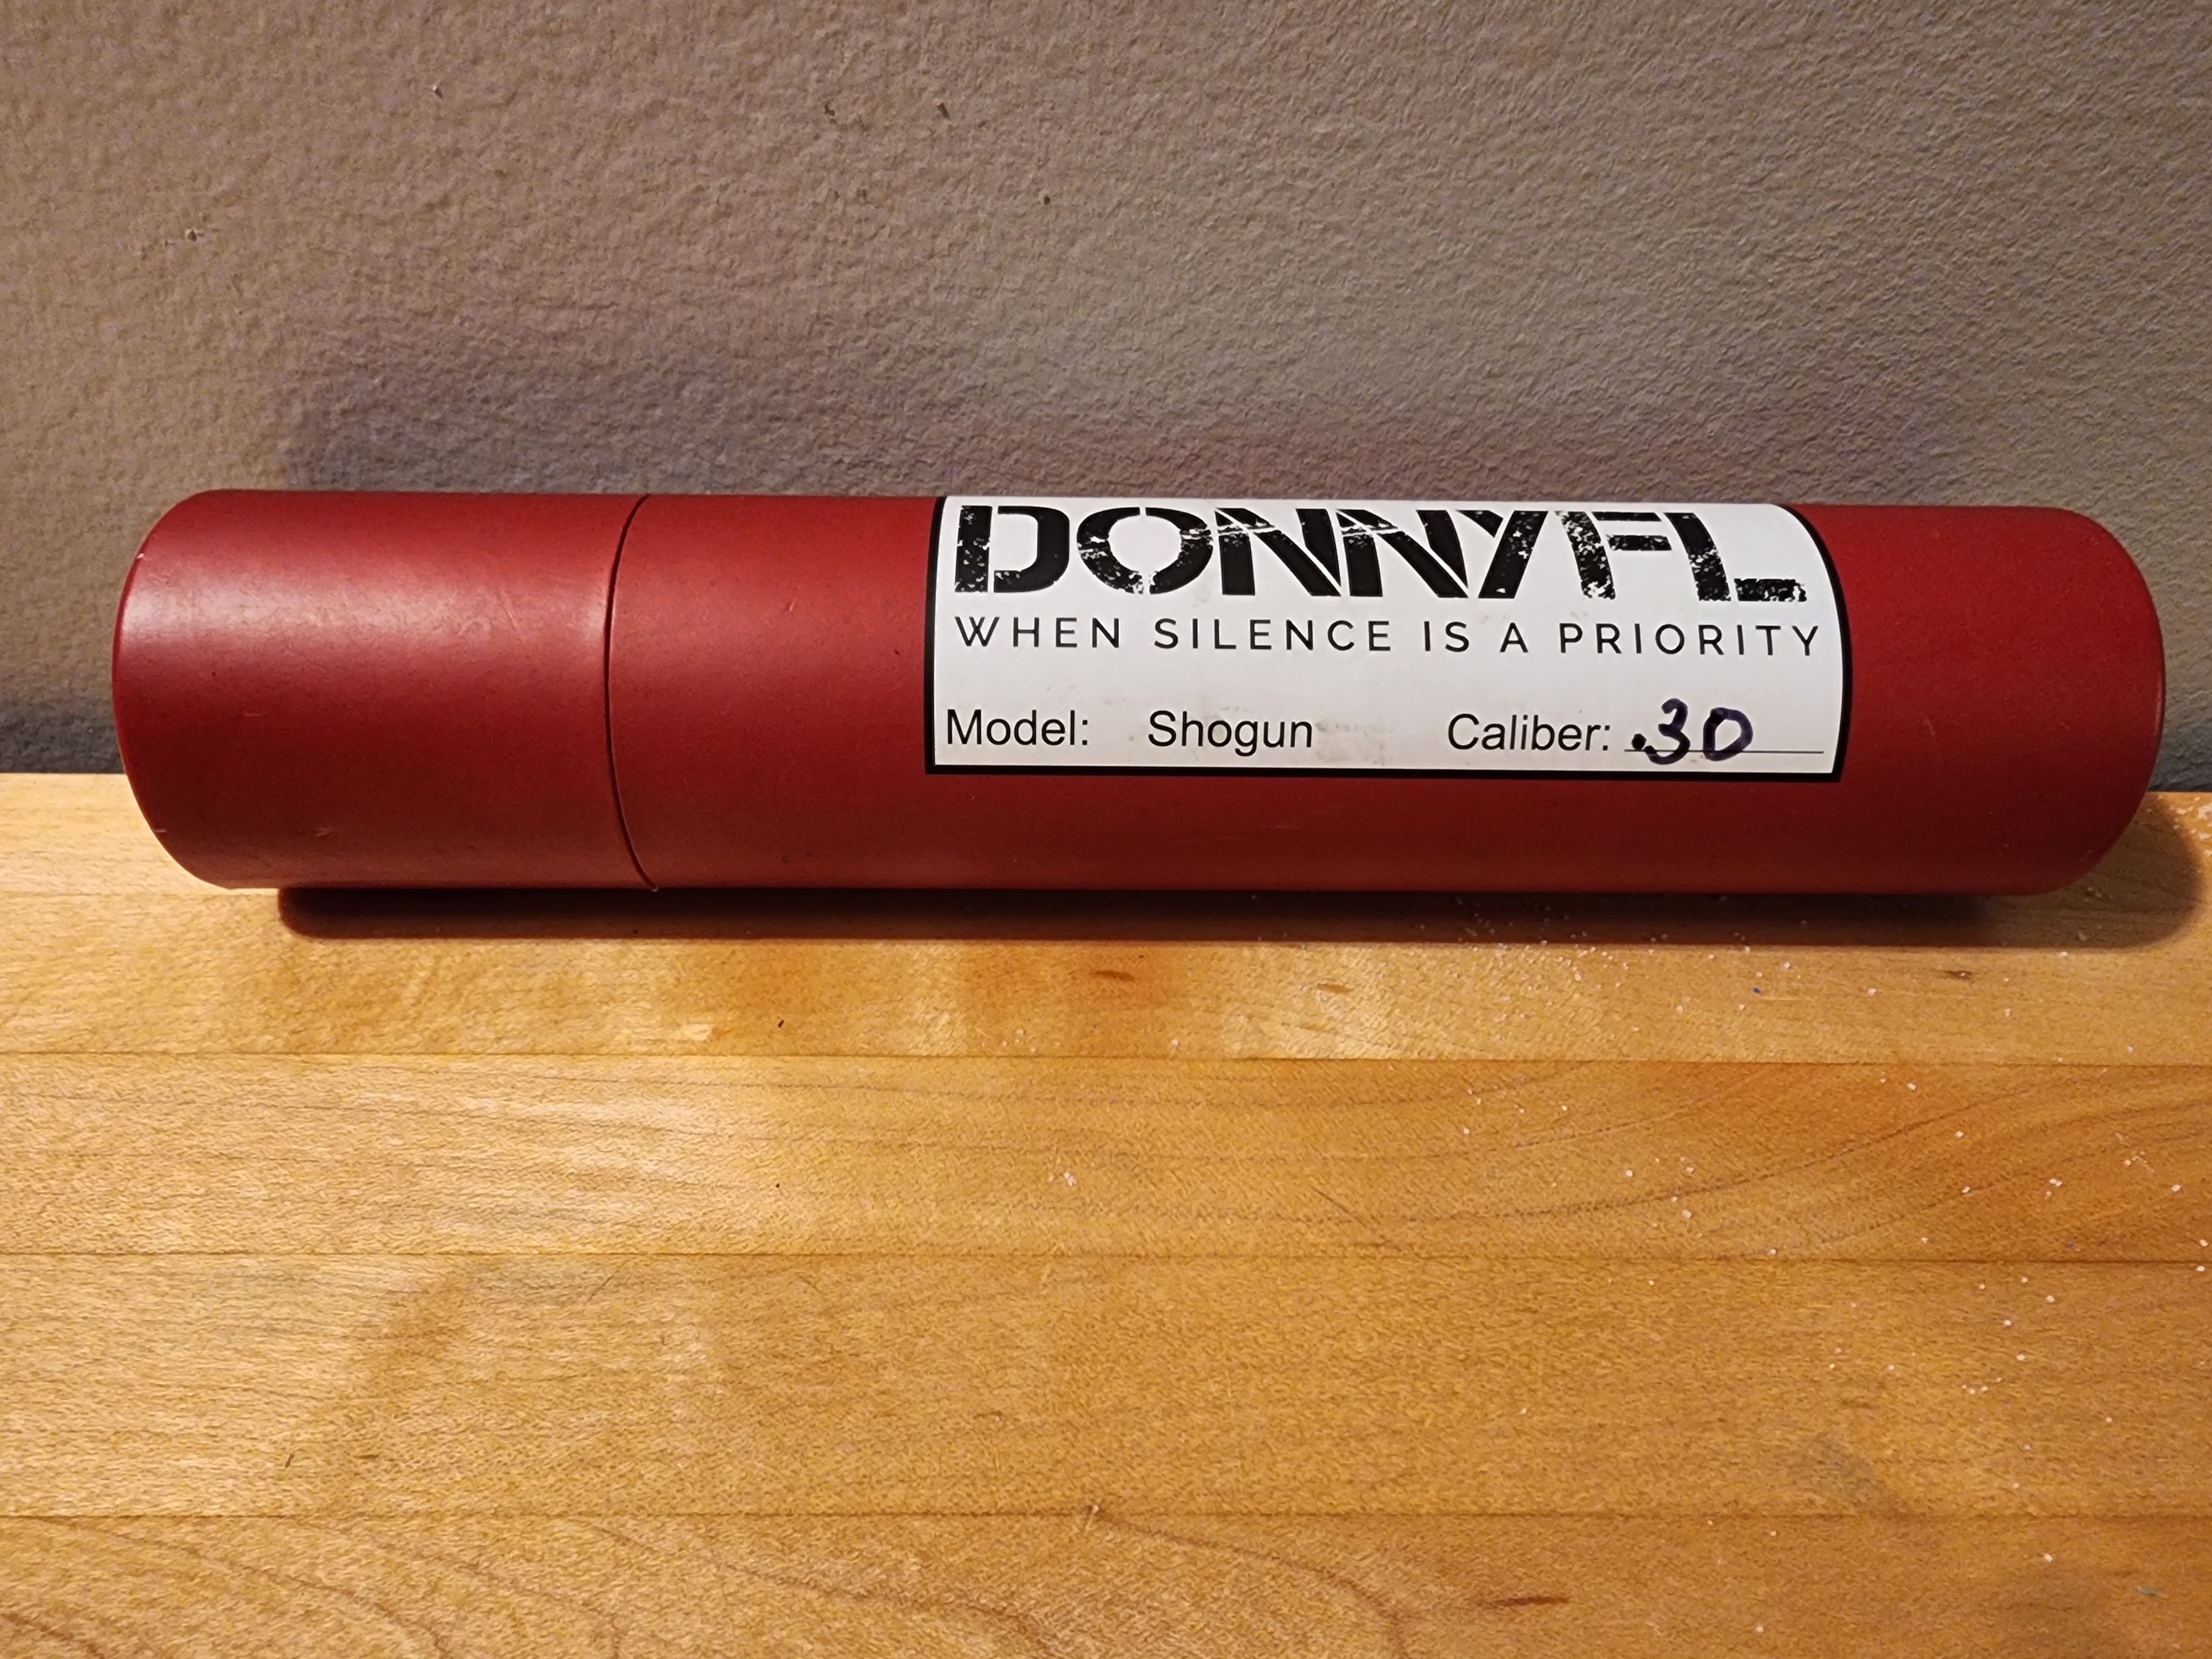 DONNYFL
WHEN SILENCE IS A PRIORITY
Model: Shogun Caliber: .30